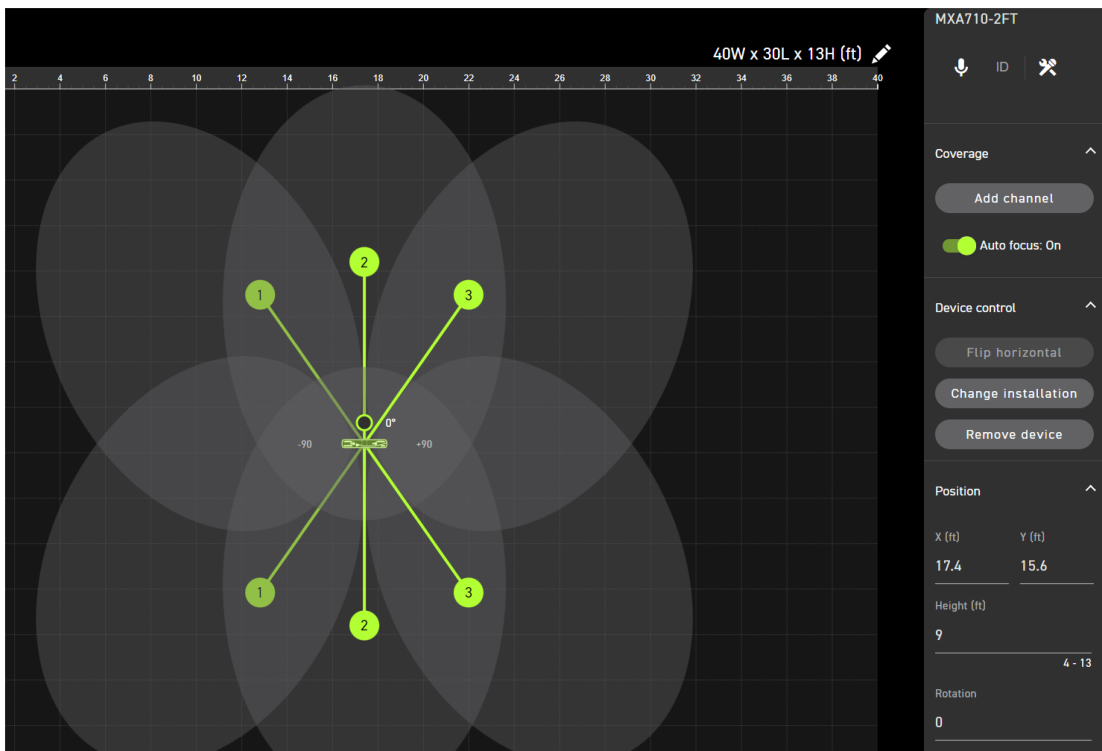 MXA710-2FT
40W x 30L x 13H (ft)
2 4 6 8 10 12 14 16 18 20 22 24 26 28 30 32 34 36 38 40
ID
Coverage
Add channel
Auto focus: On
2
1
3
0°
-90
+90
1
3
2
Device control
Flip horizontal
Change installation
Remove device
Position
X (ft) Y (ft)
17.4 15.6
Height (ft)
9
4 - 13
Rotation
0